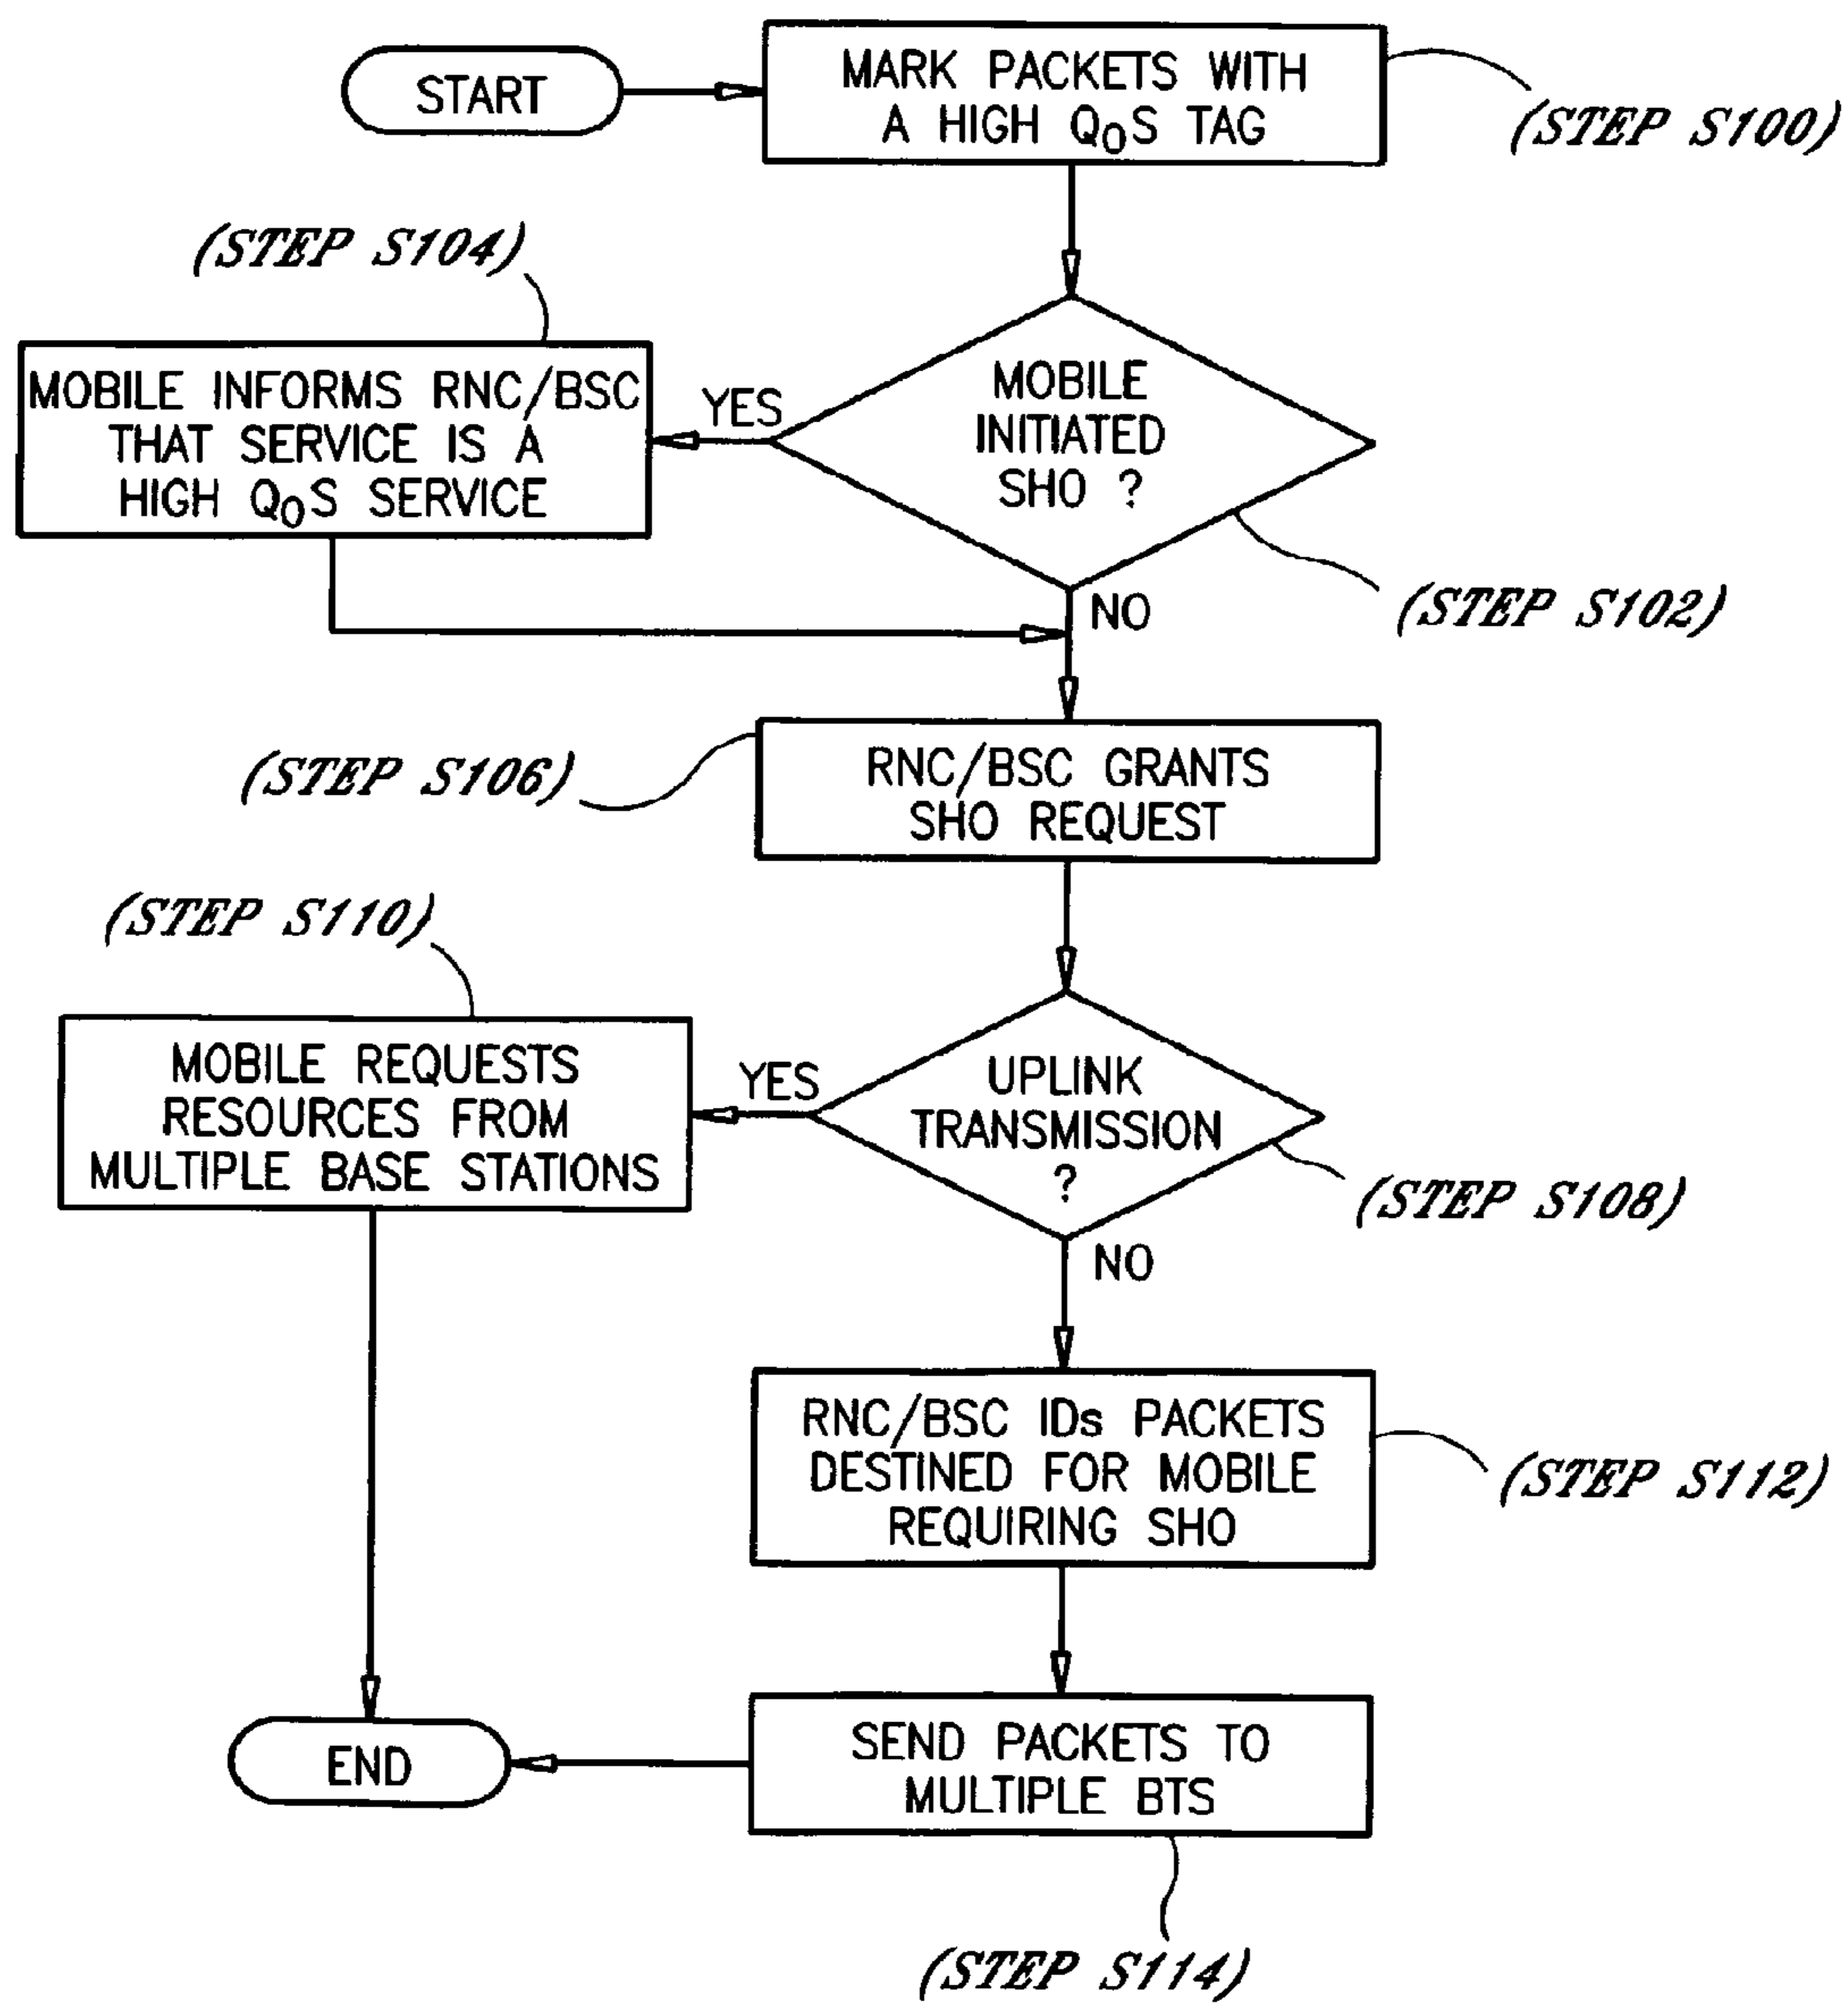 START
MARK PACKETS WITH
A HIGH QoS TAG
(STEP S100)
(STEP S104)
MOBILE INFORMS RNC/BSC
THAT SERVICE IS A
HIGH QoS SERVICE
YES
MOBILE
INITIATED
SHO ?
(STEP S102)
NO
(STEP S106)
RNC/BSC GRANTS
SHO REQUEST
(STEP S110)
MOBILE REQUESTS
RESOURCES FROM
MULTIPLE BASE STATIONS
YES
UPLINK
TRANSMISSION
?
(STEP S108)
NO
RNC/BSC IDs PACKETS
DESTINED FOR MOBILE
REQUIRING SHO
(STEP S112)
SEND PACKETS TO
MULTIPLE BTS
END
(STEP S114)